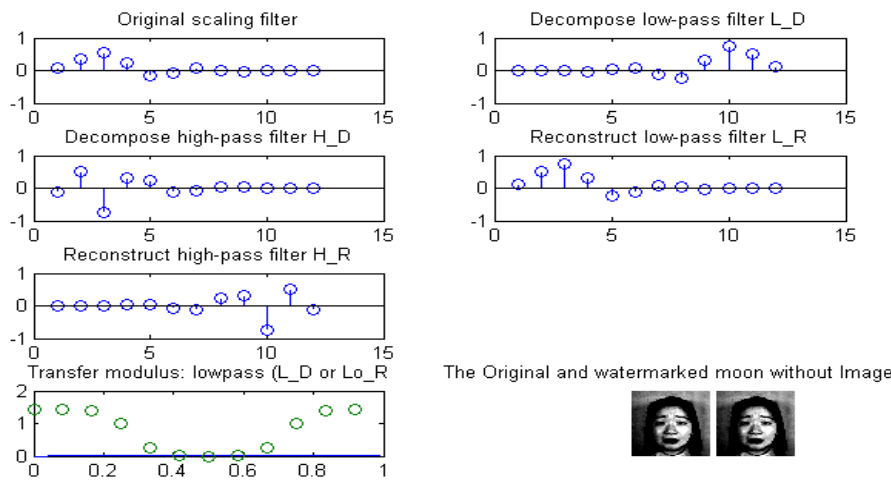 Original scaling filter
1
0
-1
0 5 10 15
Decompose low-pass filter L_D
1
0
-1
0 5 10 15
Decompose high-pass filter H_D
1
0
-1
0 5 10 15
Reconstruct low-pass filter L_R
1
0
-1
0 5 10 15
Reconstruct high-pass filter H_R
1
0
-1
0 5 10 15
Transfer modulus: lowpass (L_D or Lo_R
2
1
0
0 0.2 0.4 0.6 0.8 1
The Original and watermarked moon without Image